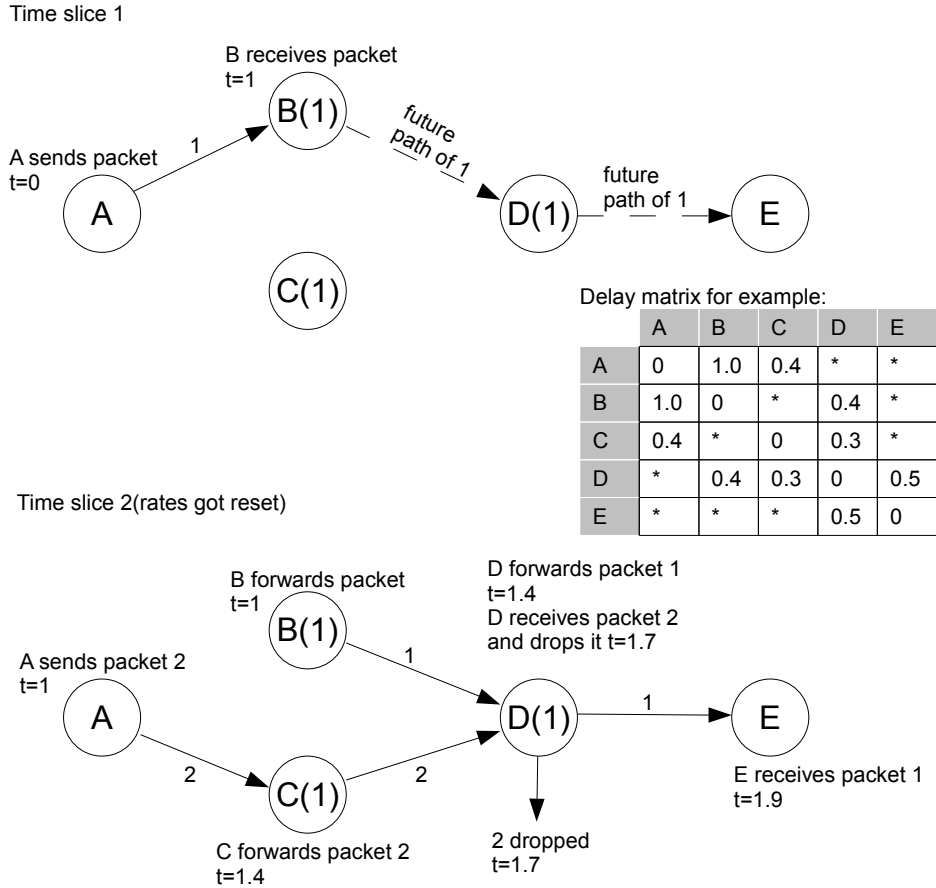 Time slice 1
B receives packet
t=1
B(1)
future
path of 1
1
A sends packet
t=0
A
future
path of 1
D(1)
E
C(1)
Delay matrix for example:
A B C D E
A 0 1.0 0.4 * *
B 1.0 0 * 0.4 *
C 0.4 * 0 0.3 *
D * 0.4 0.3 0 0.5
E * * * 0.5 0
Time slice 2(rates got reset)
B forwards packet
t=1
B(1)
D forwards packet 1
t=1.4
D receives packet 2
and drops it t=1.7
A sends packet 2
t=1
A
1
D(1)
1
E
2
2
C(1)
E receives packet 1
t=1.9
C forwards packet 2
t=1.4
2 dropped
t=1.7